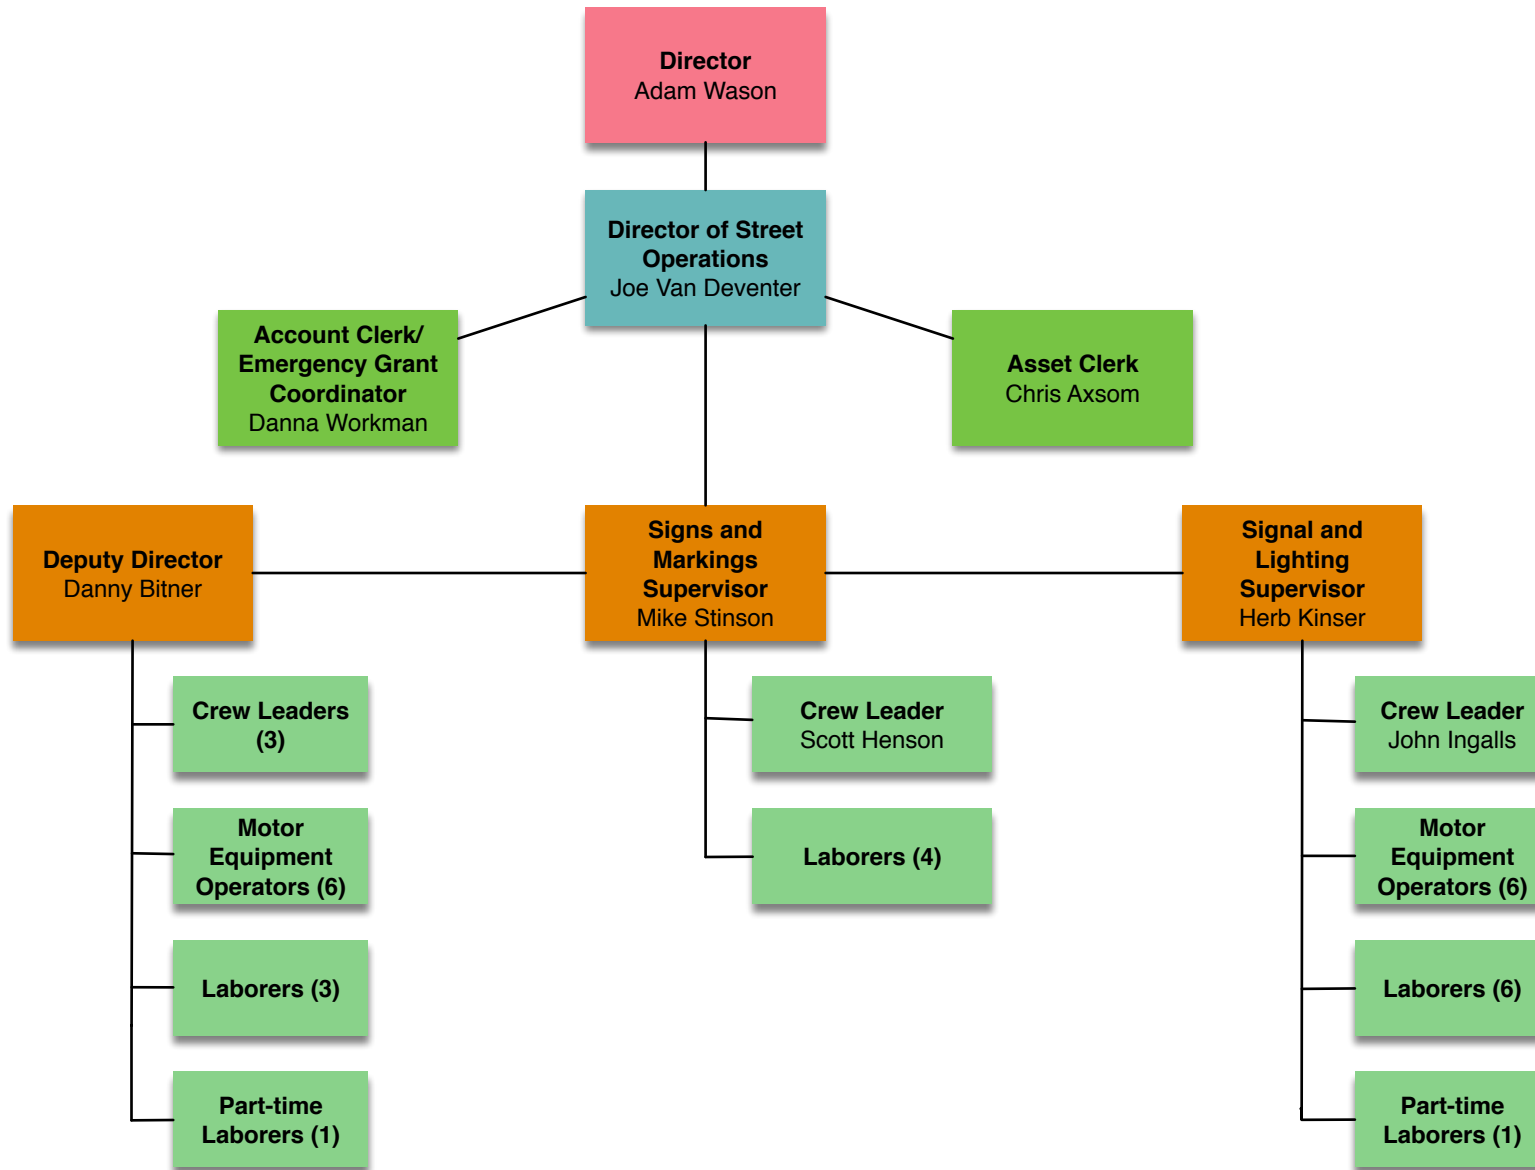 Director
Adam Wason
Director of Street
Operations
Joe Van Deventer
Account Clerk/
Emergency Grant
Coordinator
Danna Workman
Asset Clerk
Chris Axsom
Deputy Director
Danny Bitner
Signs and
Markings
Supervisor
Mike Stinson
Signal and
Lighting
Supervisor
Herb Kinser
Crew Leaders
(3)
Motor
Equipment
Operators (6)
Laborers (3)
Part-time
Laborers (1)
Crew Leader
Scott Henson
Laborers (4)
Crew Leader
John Ingalls
Motor
Equipment
Operators (6)
Laborers (6)
Part-time
Laborers (1)